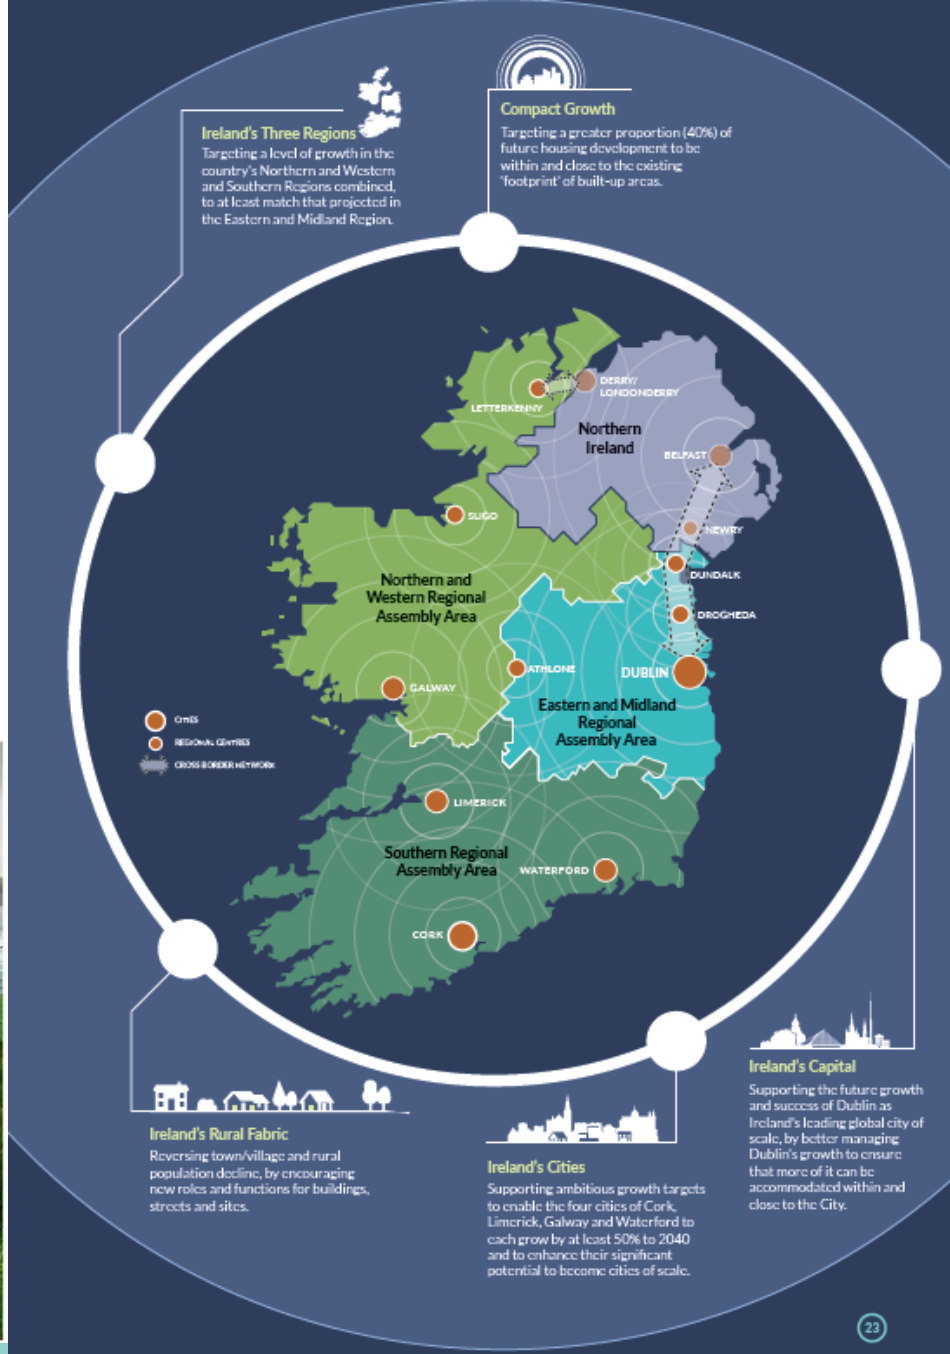 Ireland's Three Regions
Targeting a level of growth in the
country's Northern and Western
and Southern Regions combined,
to at least match that projected in
the Eastern and Midland Region.
Compact Growth
Targeting a greater proportion (40%) of
future housing development to be
within and close to the existing
'footprint' of built-up areas.
LETTERKENNY
DERRY/
LONDONDERRY
Northern
Ireland
BELFAST
SLIGO
NEWRY
DUNDALK
Northern and
Western Regional
Assembly Area
DROGHEDA
ATHLONE
DUBLIN
GALWAY
Eastern and Midland
Regional
Assembly Area
CITIES
REGIONAL CENTRES
CROSS BORDER NETWORK
LIMERICK
Southern Regional
Assembly Area
WATERFORD
CORK
Ireland's Rural Fabric
Reversing town/village and rural
population decline, by encouraging
new roles and functions for buildings,
streets and sites.
Ireland's Cities
Supporting ambitious growth targets
to enable the four cities of Cork,
Limerick, Galway and Waterford to
each grow by at least 50% to 2040
and to enhance their significant
potential to become cities of scale.
Ireland's Capital
Supporting the future growth
and success of Dublin as
Ireland's leading global city of
scale, by better managing
Dublin's growth to ensure
that more of it can be
accommodated within and
close to the City.
23